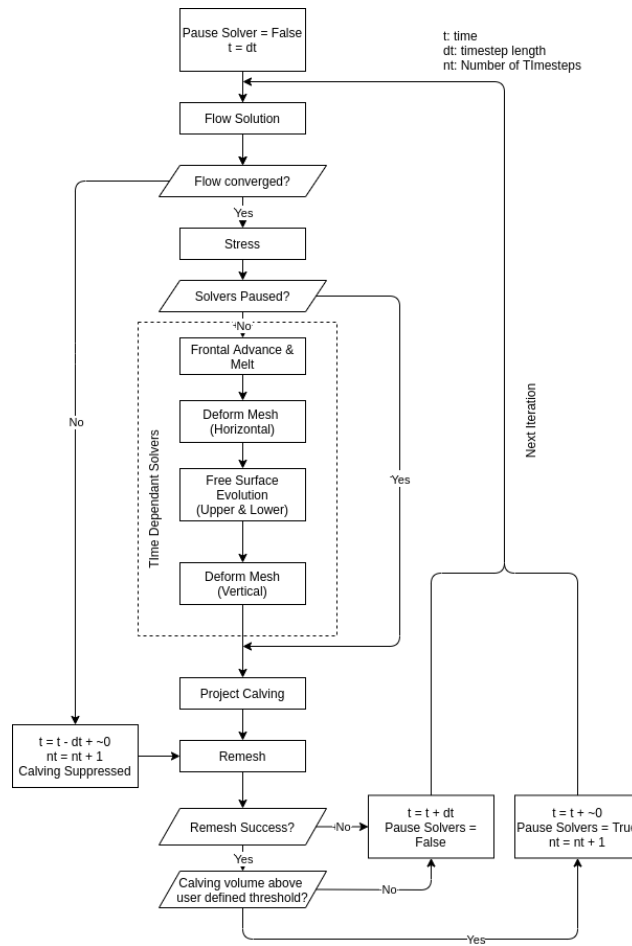 Pause Solver = False
t = dt
t: time
dt: timestep length
nt: Number of TImesteps
Flow Solution
Flow converged?
Yes
Stress
Solvers Paused?
No
Frontal Advance &
Melt
Deform Mesh
(Horizontal)
Free Surface
Evolution
(Upper & Lower)
Deform Mesh
(Vertical)
TIme Dependant Solvers
No
Yes
Next Iteration
Project Calving
t = t - dt + ~0
nt = nt + 1
Calving Suppressed
Remesh
Remesh Success?
No
t = t + dt
Pause Solvers =
False
t = t + ~0
Pause Solvers = True
nt = nt + 1
Yes
Calving volume above
user defined threshold?
No
Yes